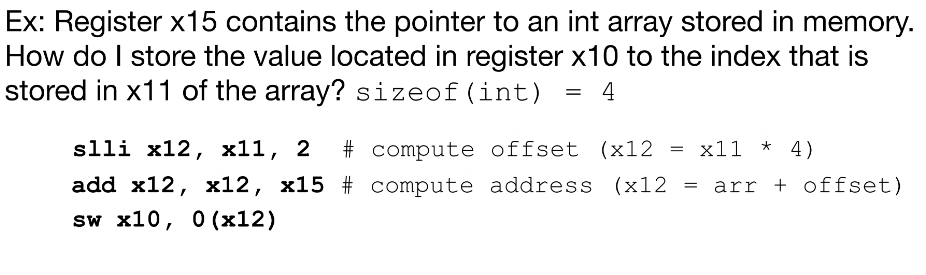 Ex: Register x15 contains the pointer to an int array stored in memory.
How do I store the value located in register x10 to the index that is
stored in x11 of the array? sizeof(int) = 4
slli x12, x11, 2 # compute offset (x12 = x11 * 4)
add x12, x12, x15 # compute address (x12 = arr + offset)
sw x10, 0(x12)